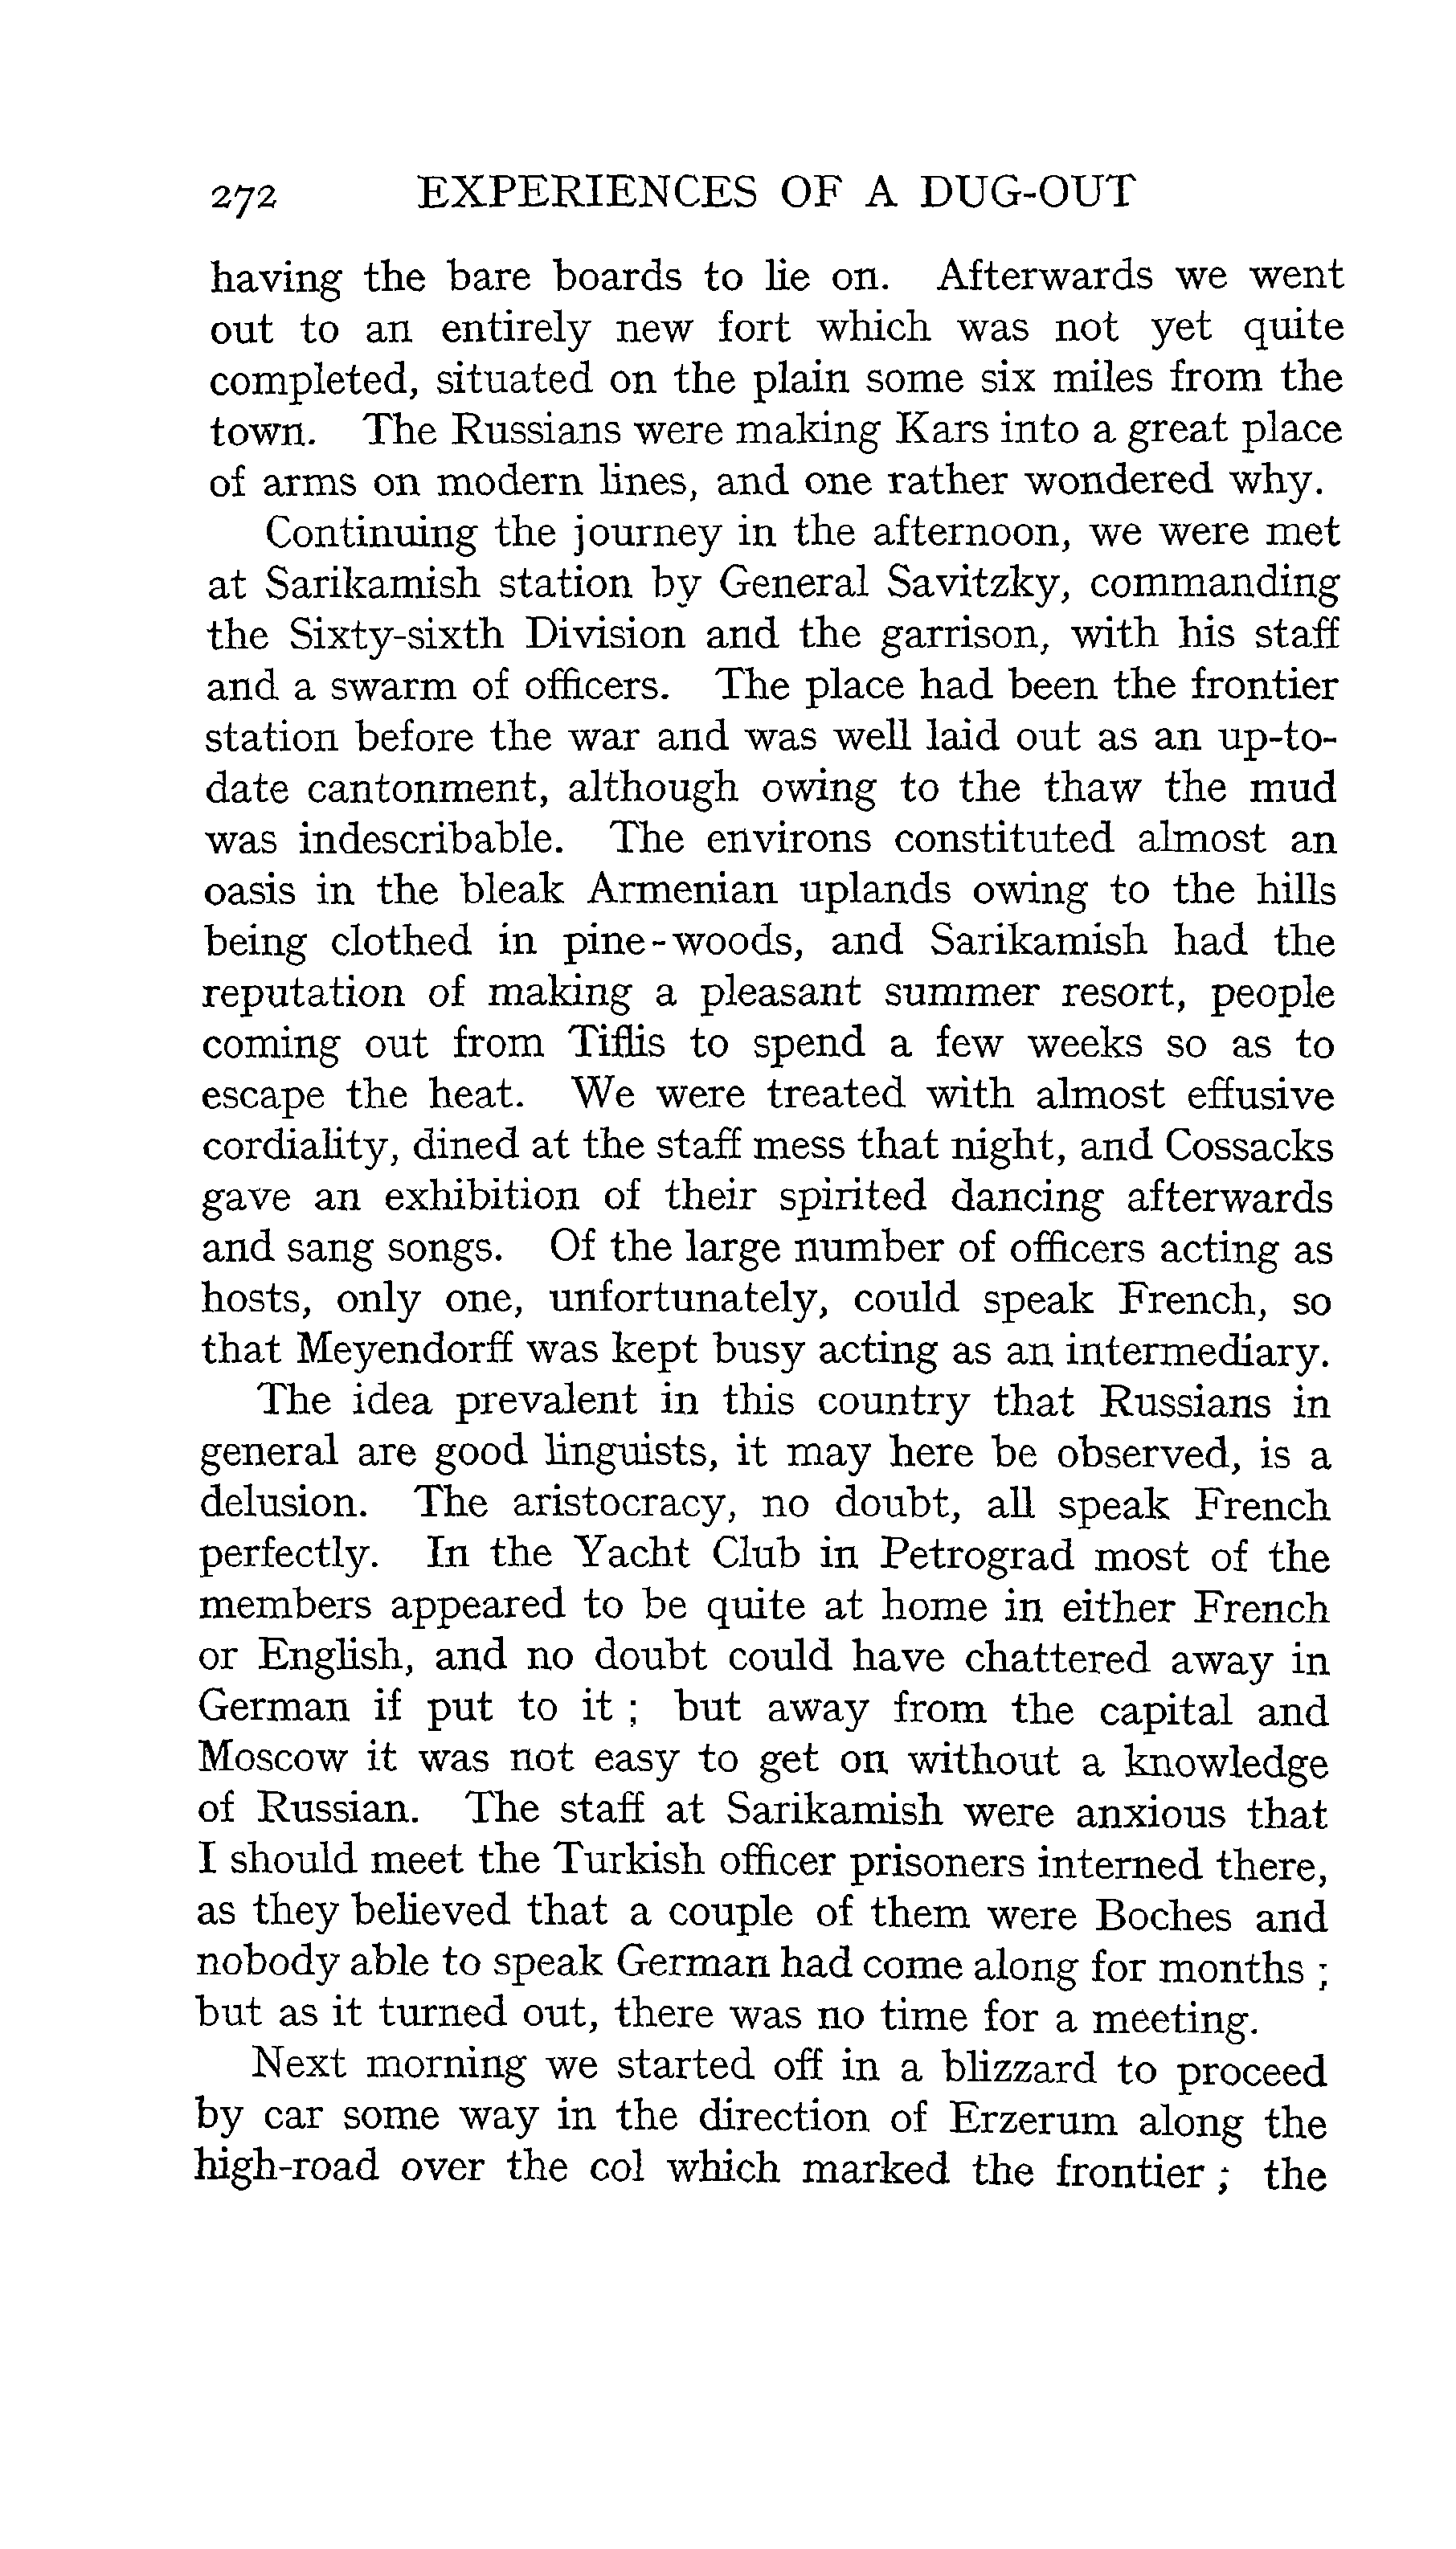 272 EXPERIENCES OF A DUG-OUT
having the bare boards to lie on. Afterwards we went
out to an entirely new fort which was not yet quite
completed, situated on the plain some six miles from the
town. The Russians were making Kars into a great place
of arms on modern lines, and one rather wondered why.
Continuing the journey in the afternoon, we were met
at Sarikamish station by General Savitzky, commanding
the Sixty-sixth Division and the garrison, with his staff
and a swarm of officers. The place had been the frontier
station before the war and was well laid out as an up-to-
date cantonment, although owing to the thaw the mud
was indescribable. The environs constituted almost an
oasis in the bleak Armenian uplands owing to the hills
being clothed in pine-woods, and Sarikamish had the
reputation of making a pleasant summer resort, people
coming out from Tiflis to spend a few weeks so as to
escape the heat. We were treated with almost effusive
cordiality, dined at the staff mess that night, and Cossacks
gave an exhibition of their spirited dancing afterwards
and sang songs. Of the large number of officers acting as
hosts, only one, unfortunately, could speak French, so
that Meyendorff was kept busy acting as an intermediary.
The idea prevalent in this country that Russians in
general are good linguists, it may here be observed, is a
delusion. The aristocracy, no doubt, all speak French
perfectly. In the Yacht Club in Petrograd most of the
members appeared to be quite at home in either French
or English, and no doubt could have chattered away in
German if put to it ; but away from the capital and
Moscow it was not easy to get on without a knowledge
of Russian. The staff at Sarikamish were anxious that
I should meet the Turkish officer prisoners interned there,
as they believed that a couple of them were Boches and
nobody able to speak German had come along for months ;
but as it turned out, there was no time for a meeting.
Next morning we started off in a blizzard to proceed
by car some way in the direction of Erzerum along the
high-road over the col which marked the frontier ; the